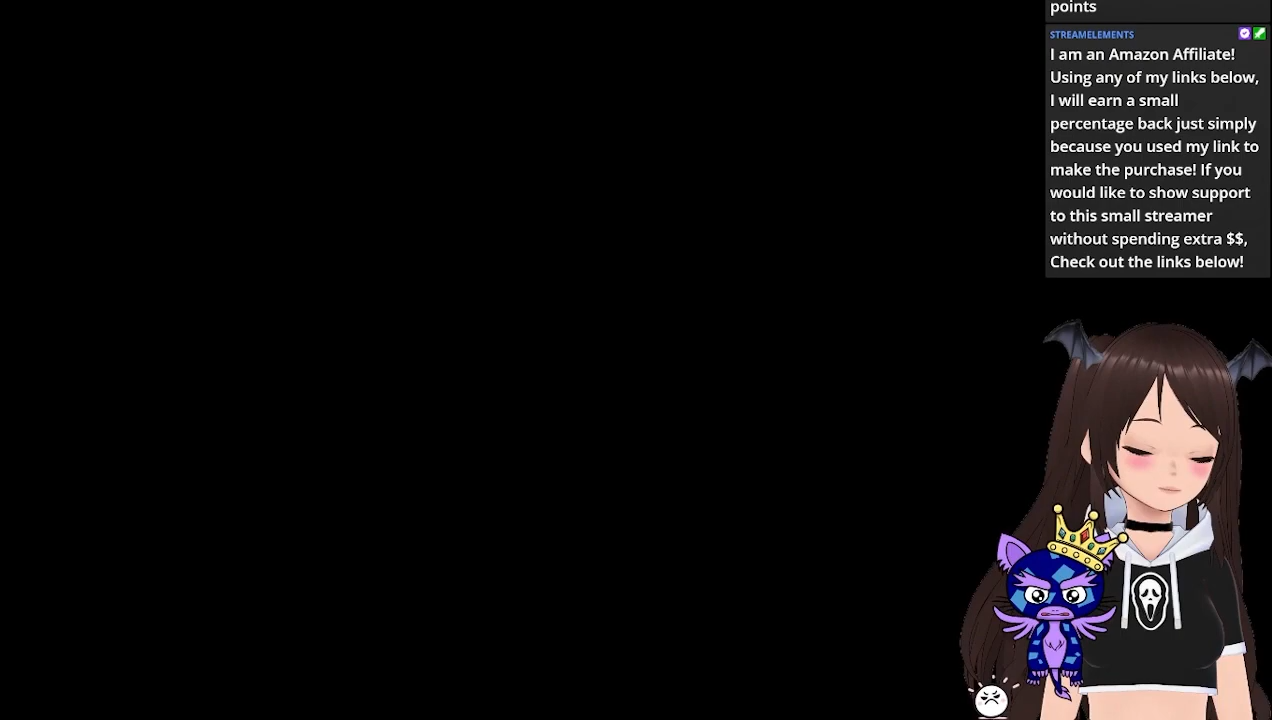 points
STREAMELEMENTS
I am an Amazon Affiliate!
Using any of my links below,
I will earn a small
percentage back just simply
because you used my link to
make the purchase! If you
would like to show support
to this small streamer
without spending extra $$,
Check out the links below!